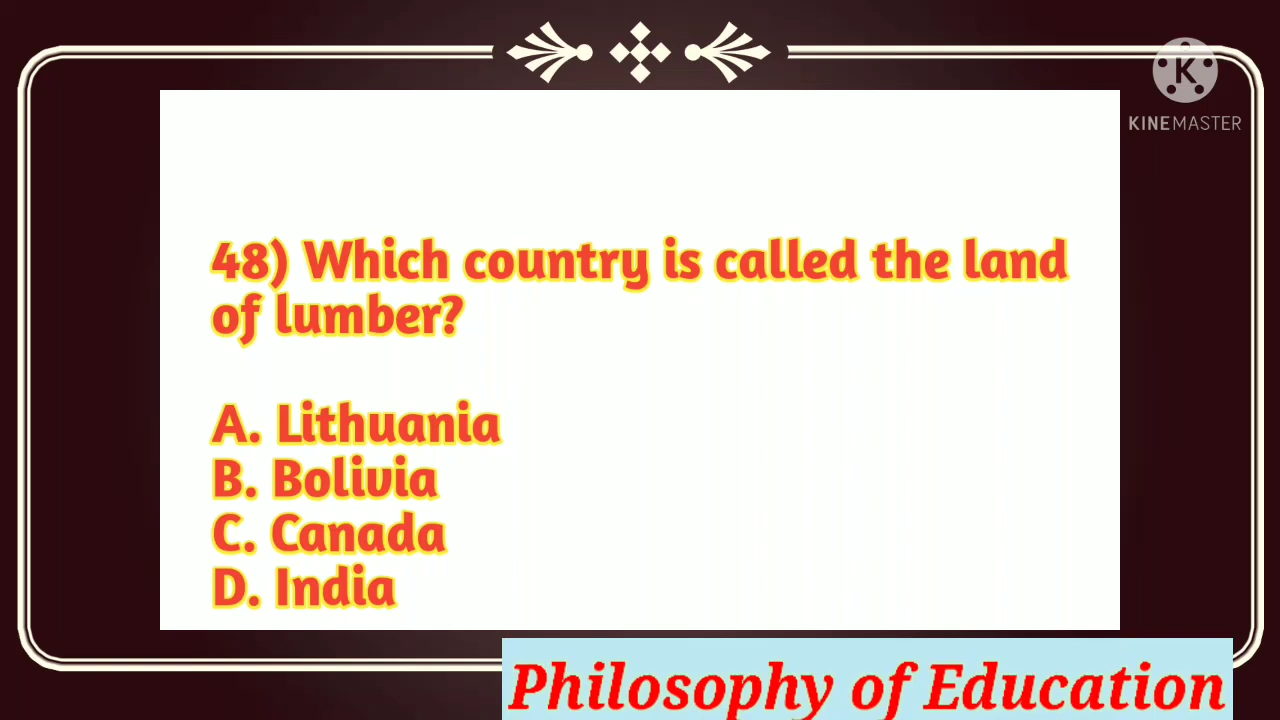 K
KINEMASTER
48) Which country is called the land
of lumber?
A. Lithuania
B. Bolivia
C. Canada
D. India
Philosophy of Education